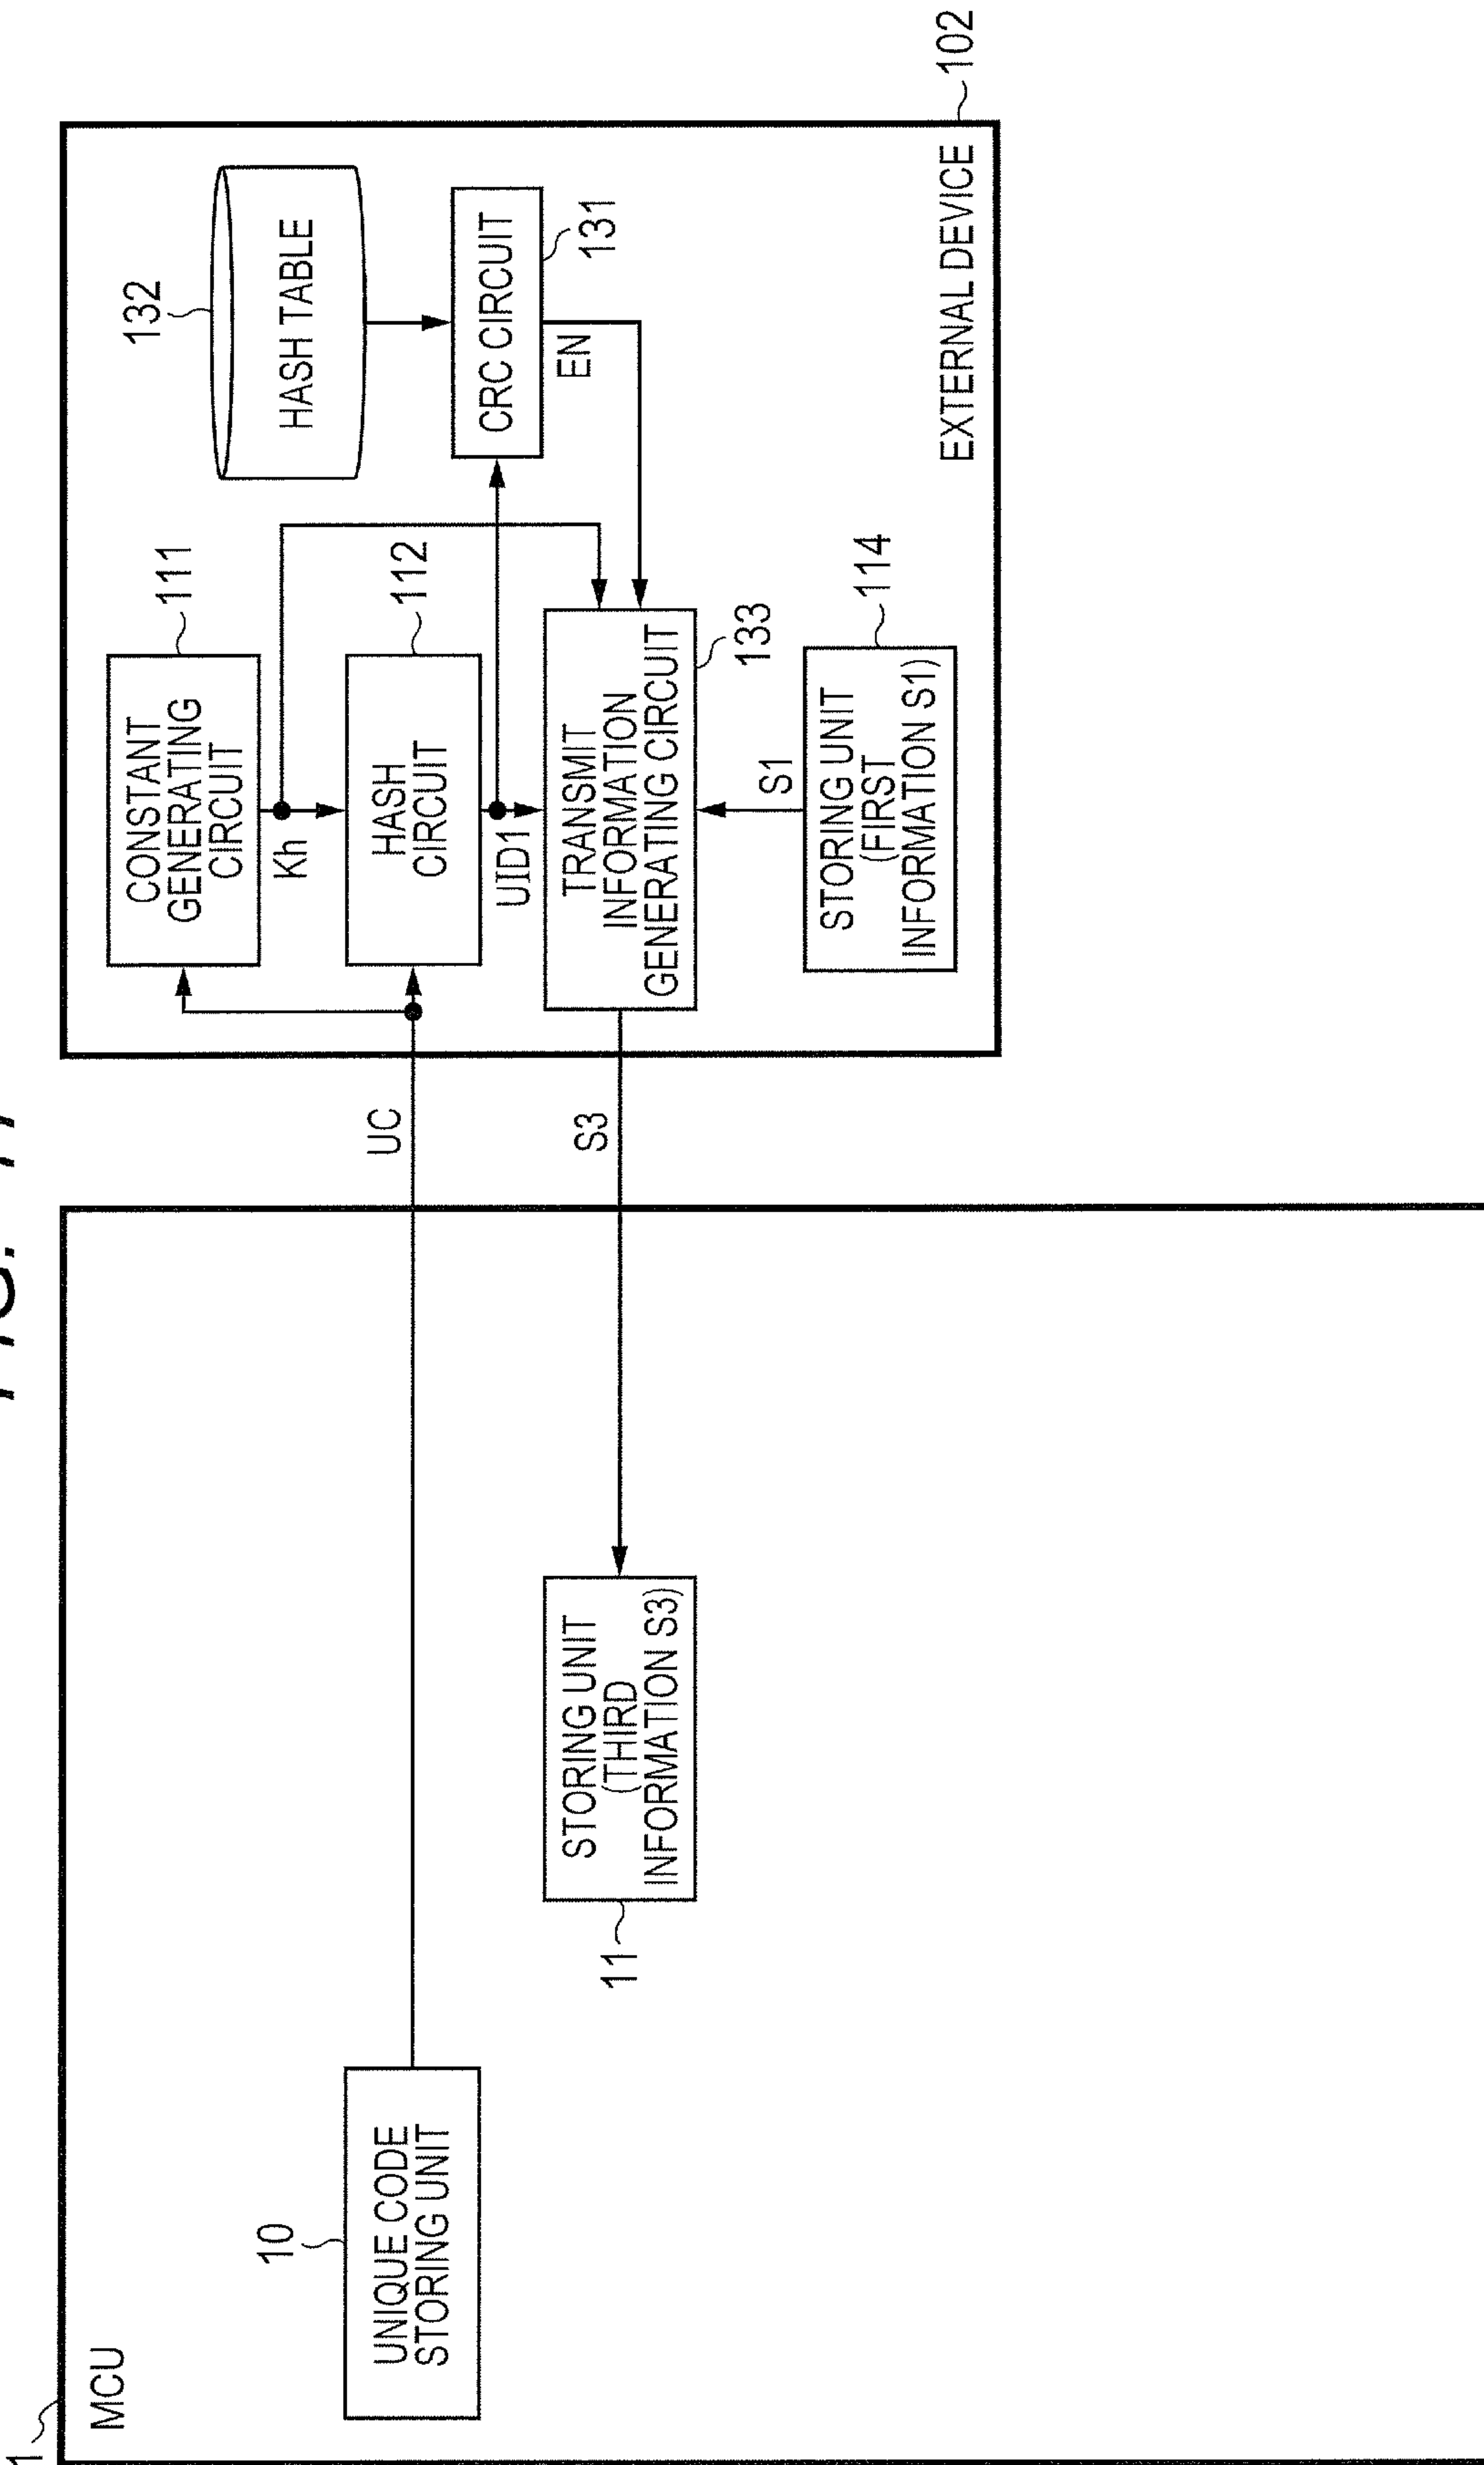 1
MCU
10
UNIQUE CODE
STORING UNIT
11
STORING UNIT
(THIRD
INFORMATION S3)
UC
S3
102
EXTERNAL DEVICE
111
CONSTANT
GENERATING
CIRCUIT
Kh
112
HASH
CIRCUIT
UID1
132
HASH TABLE
CRC CIRCUIT
131
EN
TRANSMIT
INFORMATION
GENERATING CIRCUIT
133
S1
114
STORING UNIT
(FIRST
INFORMATION S1)